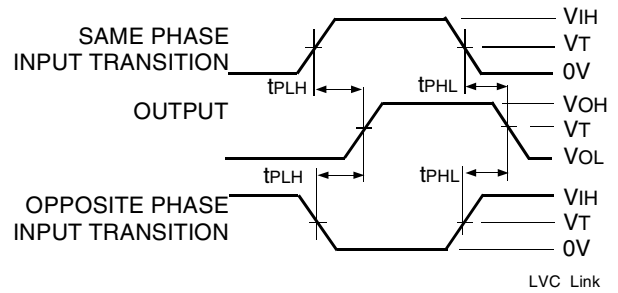 VIH
SAME PHASE
INPUT TRANSITION
VT
0V
tPLH
tPHL
OUTPUT
VOH
VT
VOL
tPLH
tPHL
OPPOSITE PHASE
INPUT TRANSITION
VIH
VT
0V
LVC Link